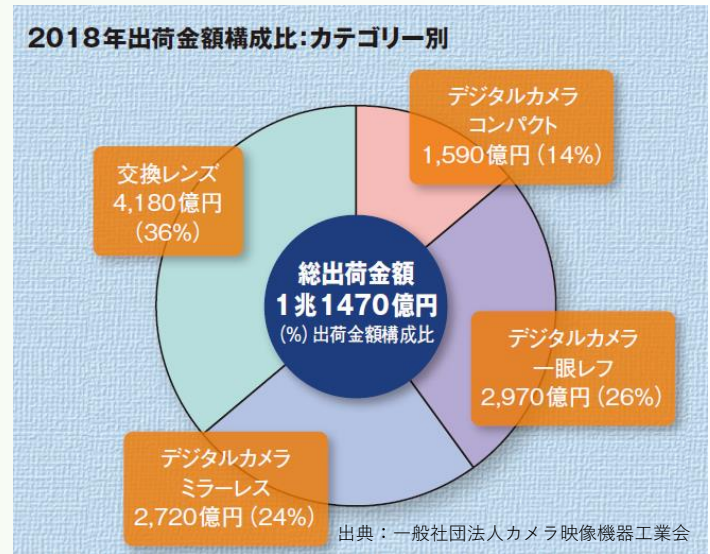 2018年出荷金額構成比:カテゴリー別
デジタルカメラ
コンパクト
1,590億円(14%)
交換レンズ
4,180億円
(36%)
総出荷金額
1兆1470億円
(%)出荷金額構成比
デジタルカメラ
一眼レフ
2,970億円(26%)
デジタルカメラ
ミラーレス
2,720億円(24%)
出典：一般社団法人カメラ映像機器工業会